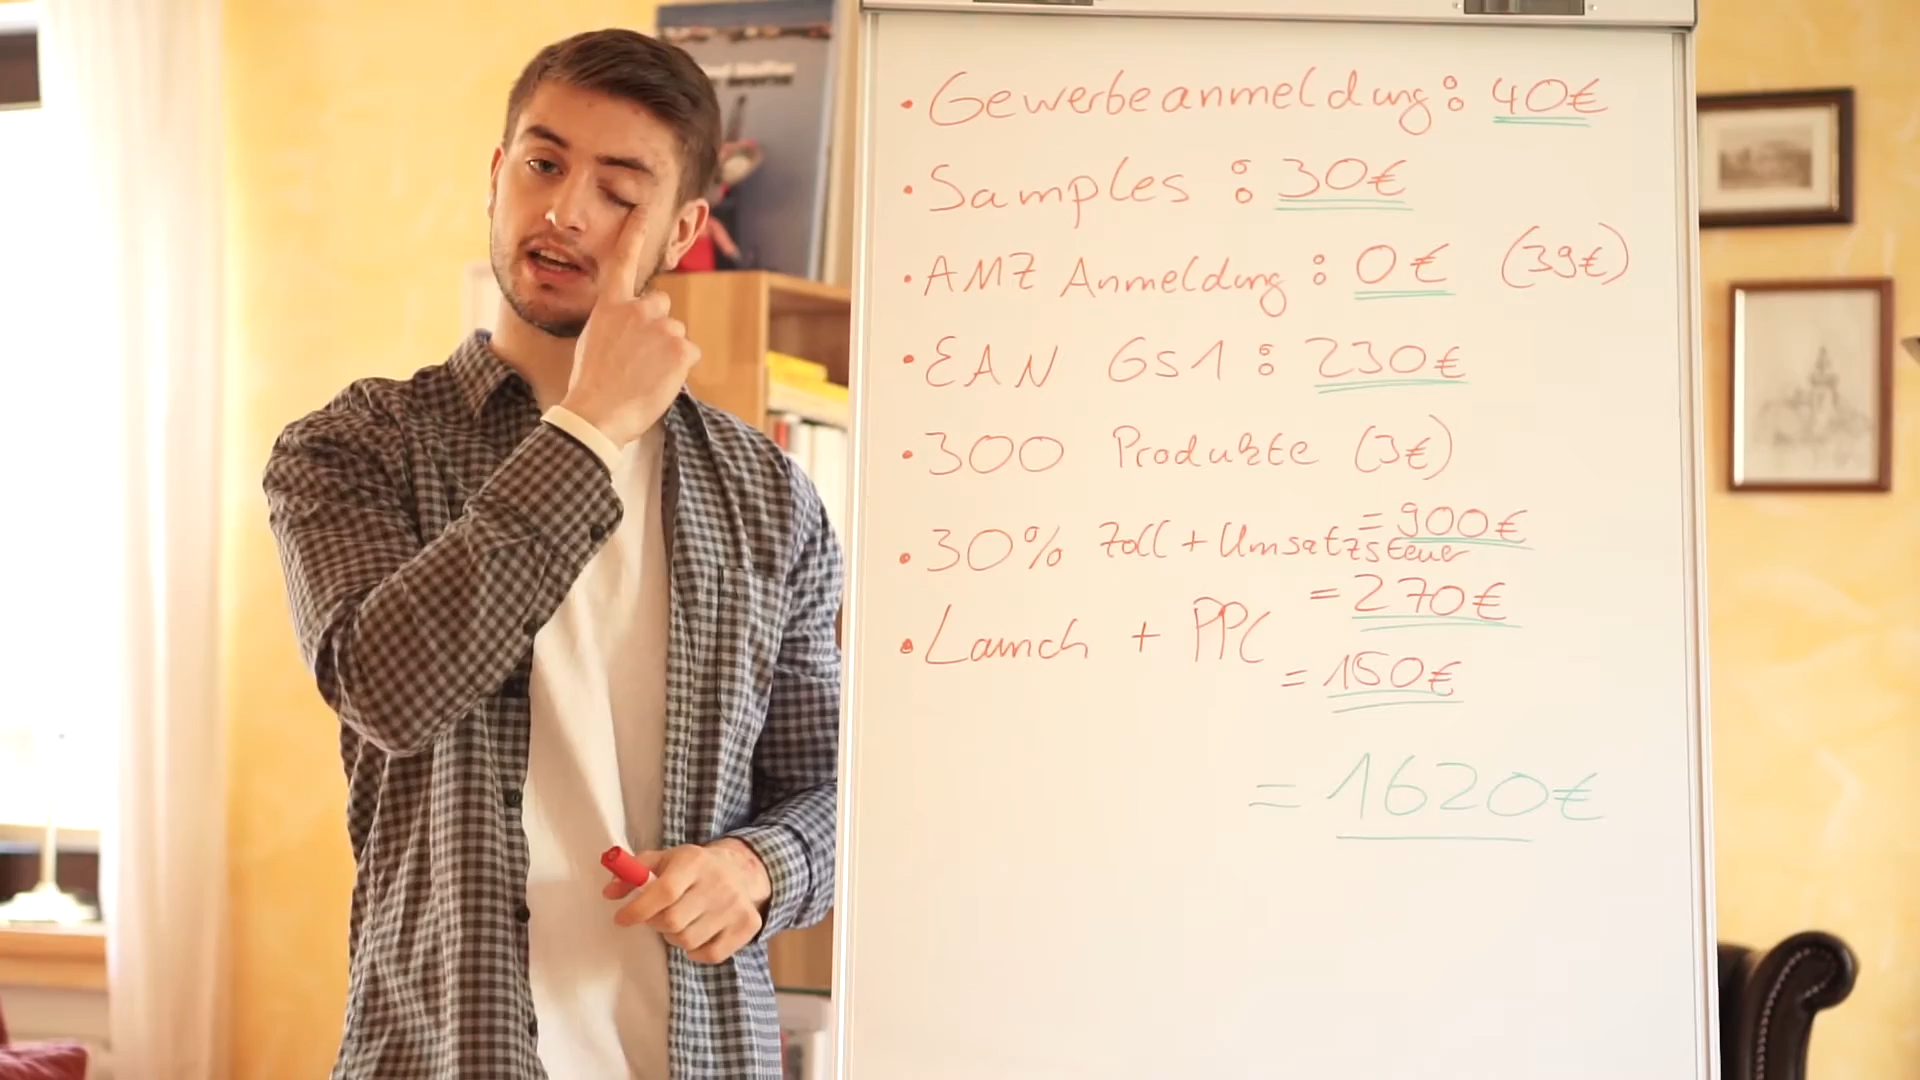 • Gewerbeanmeldung: 40€
• Samples: 30€
• AMZ Anmeldung: 0€ (39€)
• EAN GS1: 230€
• 300 Produkte (3€)
= 900€
• 30% Zoll + Umsatzsteuer
= 270€
• Launch + PPC
= 150€
= 1620€